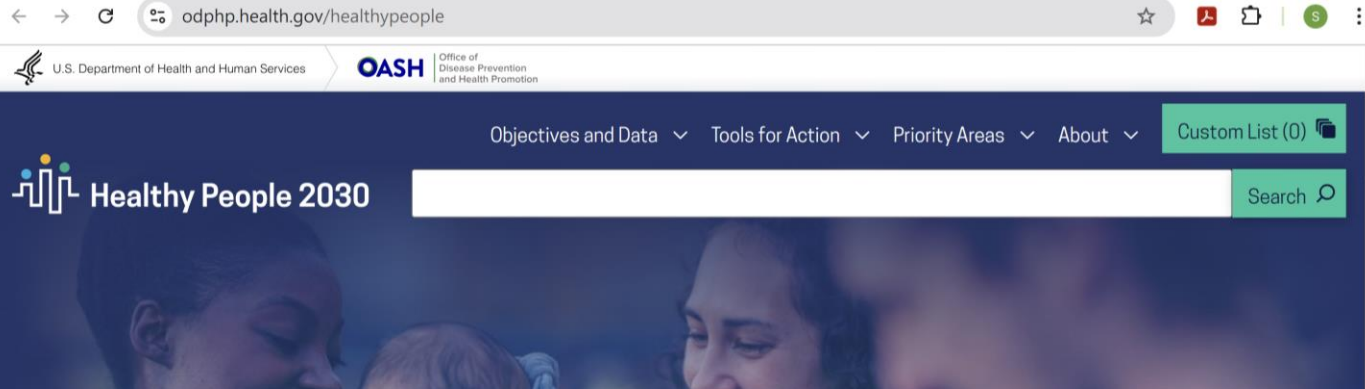 odphp.health.gov/healthypeople
S
U.S. Department of Health and Human Services
OASH
Office of
Disease Prevention
and Health Promotion
Objectives and Data
Tools for Action
Priority Areas
About
Custom List (0)
Healthy People 2030
Search